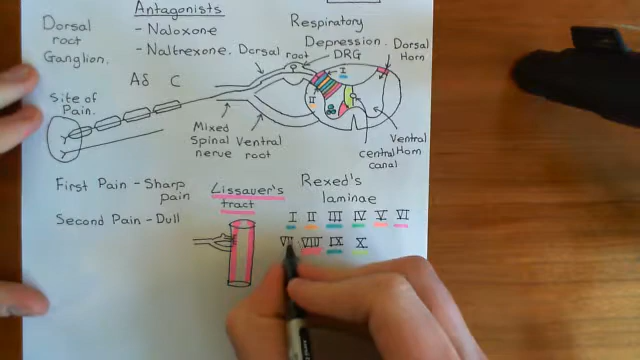 Antagonists
- Naloxone
- Naltrexone.
Respiratory
Depression.
Dorsal
root
Ganglion.
Dorsal root
DRG
Dorsal
Horn
Aδ C
I
II
Site of
Pain.
Mixed
Spinal
nerve
Ventral
root
Central
canal
Ventral
Horn
First Pain - Sharp
pain
Second Pain - Dull
Lissauer's
tract
Rexed's
laminae
I II III IV V VI
VII VIII IX X